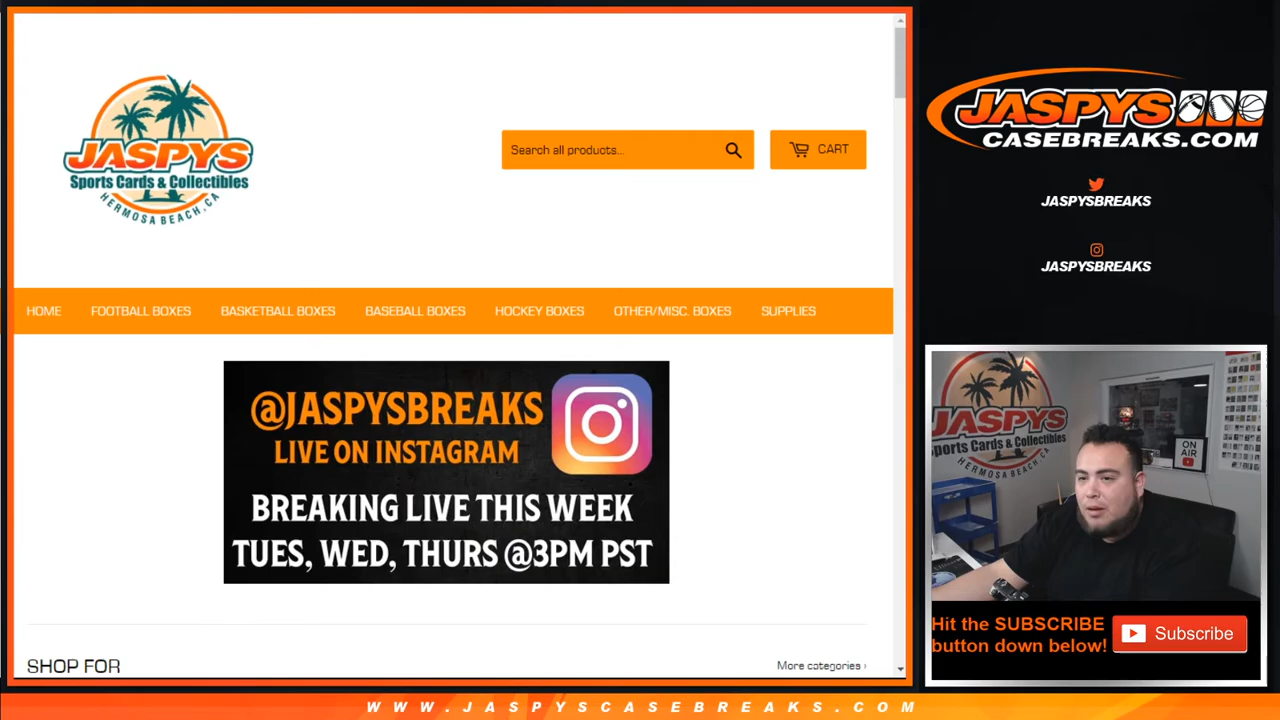 JASPYS
Sports Cards & Collectibles
HERMOSA BEACH, CA
Search all products...
CART
HOME
FOOTBALL BOXES
BASKETBALL BOXES
BASEBALL BOXES
HOCKEY BOXES
OTHER/MISC. BOXES
SUPPLIES
@JASPYSBREAKS
LIVE ON INSTAGRAM
BREAKING LIVE THIS WEEK
TUES, WED, THURS @3PM PST
SHOP FOR
More categories ›
JASPYS
CASEBREAKS.COM
JASPYSBREAKS
JASPYSBREAKS
JASPYS
Sports Cards & Collectibles
HERMOSA BEACH, CA
ON
AIR
Hit the SUBSCRIBE
button down below!
Subscribe
WWW.JASPYSCASEBREAKS.COM